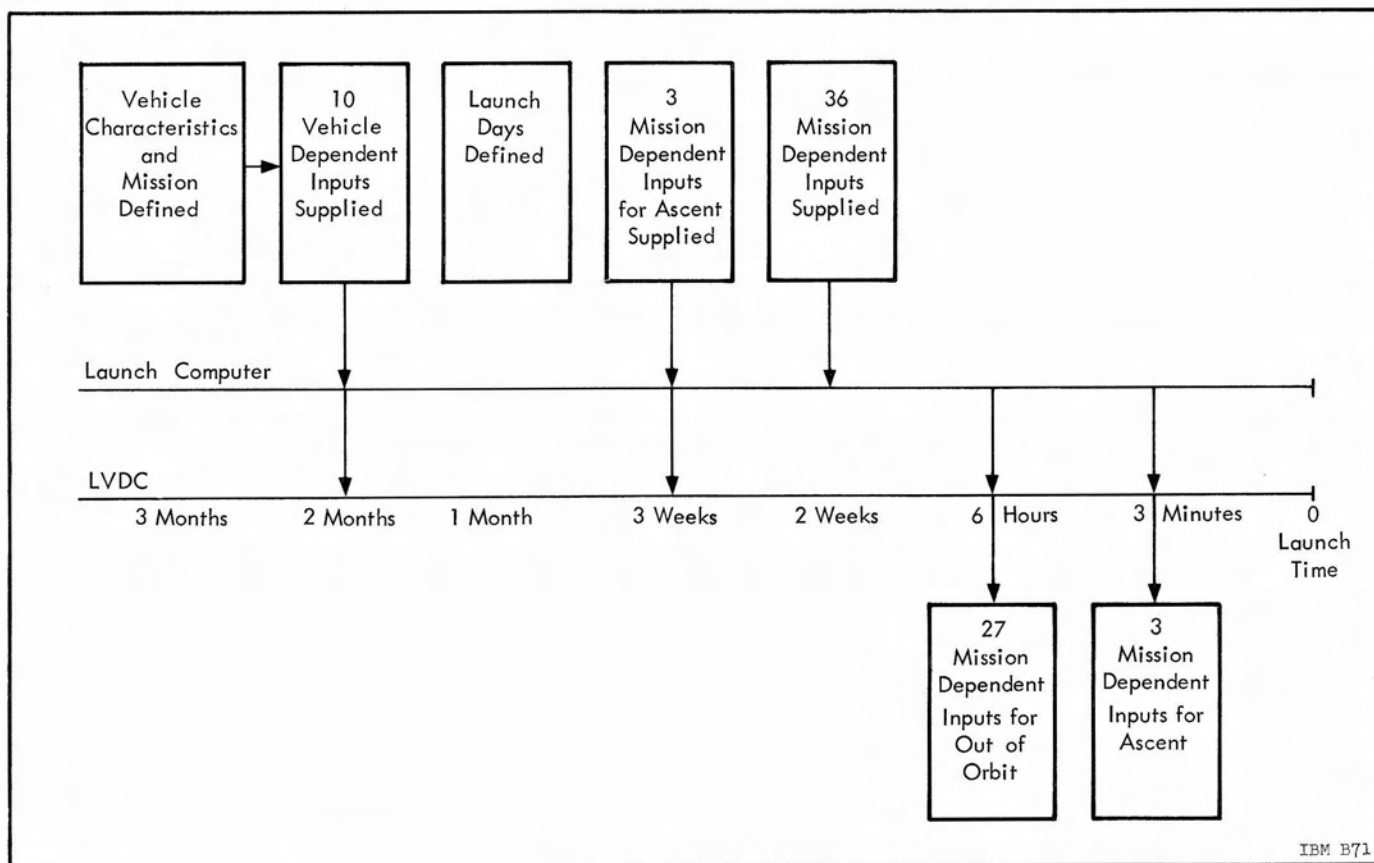 Vehicle
Characteristics
and
Mission
Defined
10
Vehicle
Dependent
Inputs
Supplied
Launch
Days
Defined
3
Mission
Dependent
Inputs
for Ascent
Supplied
36
Mission
Dependent
Inputs
Supplied
Launch Computer
LVDC
3 Months
2 Months
1 Month
3 Weeks
2 Weeks
6 Hours
3 Minutes
0
Launch
Time
27
Mission
Dependent
Inputs for
Out of
Orbit
3
Mission
Dependent
Inputs for
Ascent
IBM B71